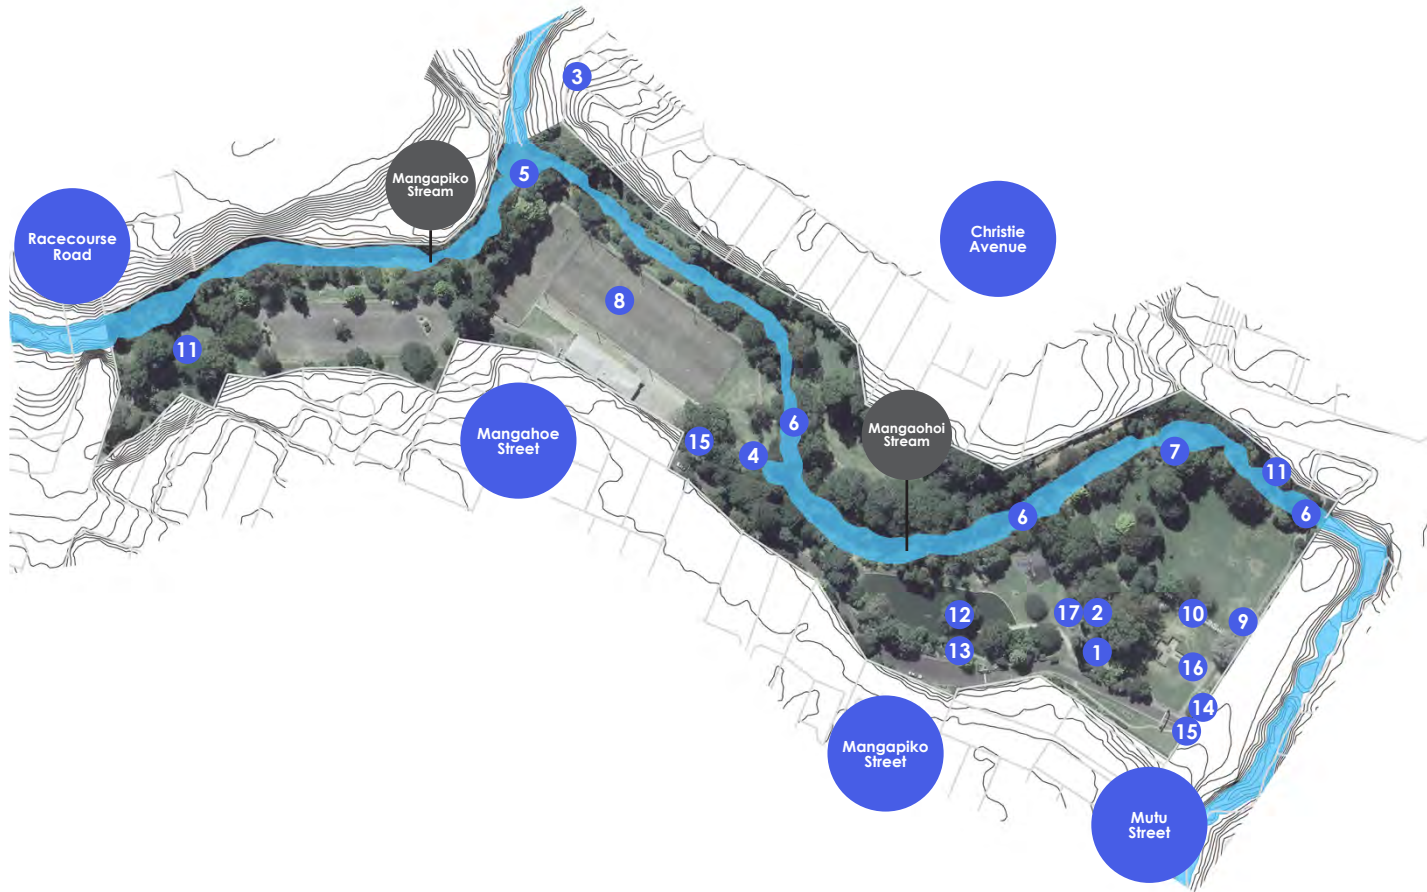 3
5
Mangapiko
Stream
Racecourse
Road
Christie
Avenue
8
11
Mangahoe
Street
6
15
4
Mangaohoi
Stream
7
11
6
6
12
17
2
10
9
13
1
16
14
15
Mangapiko
Street
Mutu
Street